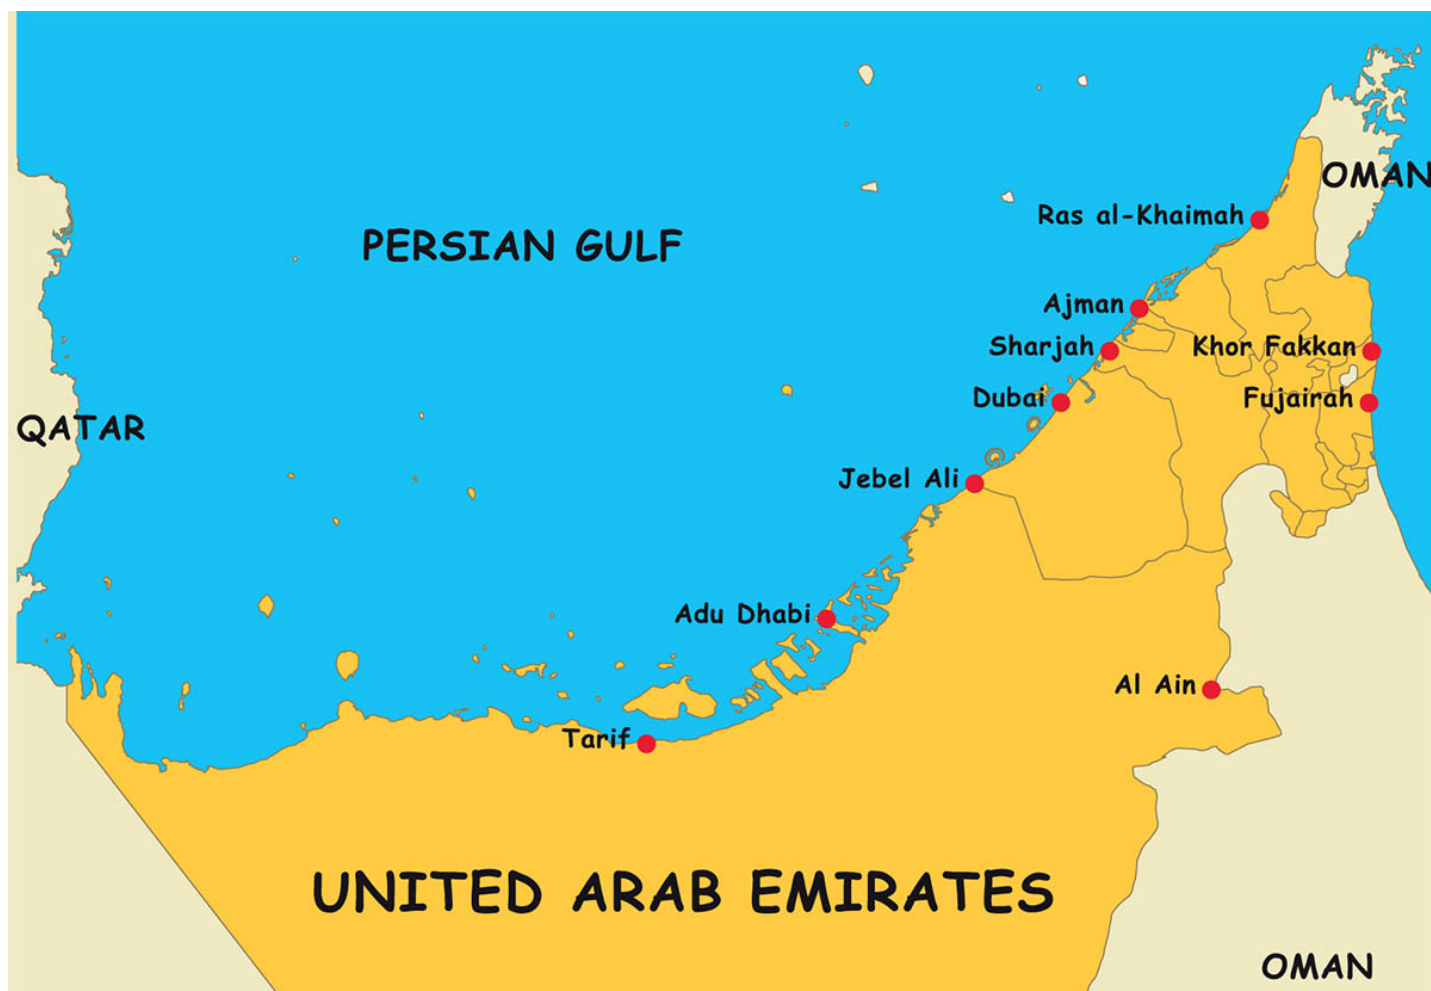 OMAN
Ras al-Khaimah
PERSIAN GULF
Ajman
Sharjah
Khor Fakkan
Dubai
Fujairah
QATAR
Jebel Ali
Adu Dhabi
Al Ain
Tarif
UNITED ARAB EMIRATES
OMAN